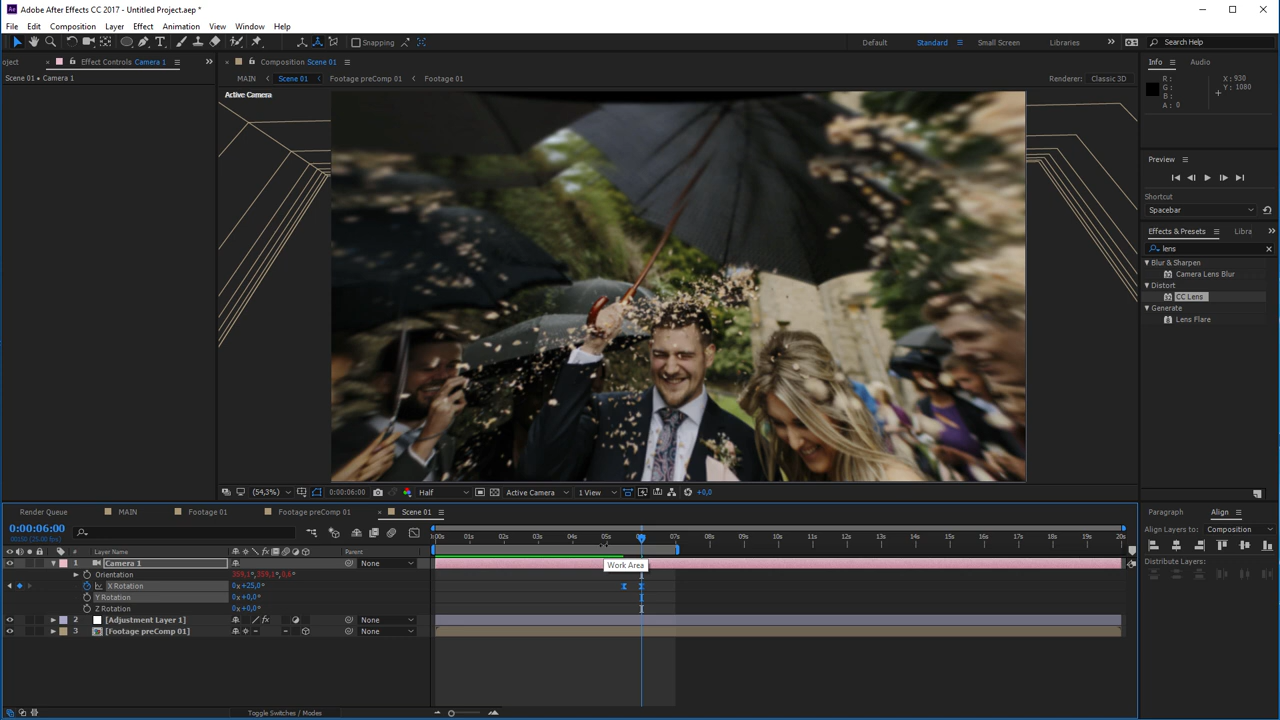 Adobe After Effects CC 2017 - Untitled Project.aep *
File Edit Composition Layer Effect Animation View Window Help
Snapping
Default Standard Small Screen Libraries
Search Help
oject Effect Controls Camera 1
Composition Scene 01
Info Audio
Scene 01 • Camera 1
MAIN Scene 01 Footage preComp 01 Footage 01
Renderer: Classic 3D
Active Camera
R :
G :
B :
A : 0
X : 930
Y : 1080
Preview
Shortcut
Spacebar
Effects & Presets Libra
lens
Blur & Sharpen
Camera Lens Blur
Distort
CC Lens
Generate
Lens Flare
(54,3%) 0:00:06:00 Half Active Camera 1 View +0,0
Render Queue MAIN Footage 01 Footage preComp 01 Scene 01
Paragraph Align
0:00:06:00
Align Layers to: Composition
01s 02s 03s 04s 05s 07s 08s 09s 10s 11s 12s 13s 14s 15s 16s 17s 18s 19s 20s
# Layer Name Parent
Distribute Layers:
1 Camera 1 None
Work Area
Orientation
X Rotation 0x+25,0°
Y Rotation 0x+0,0°
Z Rotation 0x+0,0°
2 [Adjustment Layer 1] None
3 [Footage preComp 01] None
Toggle Switches / Modes